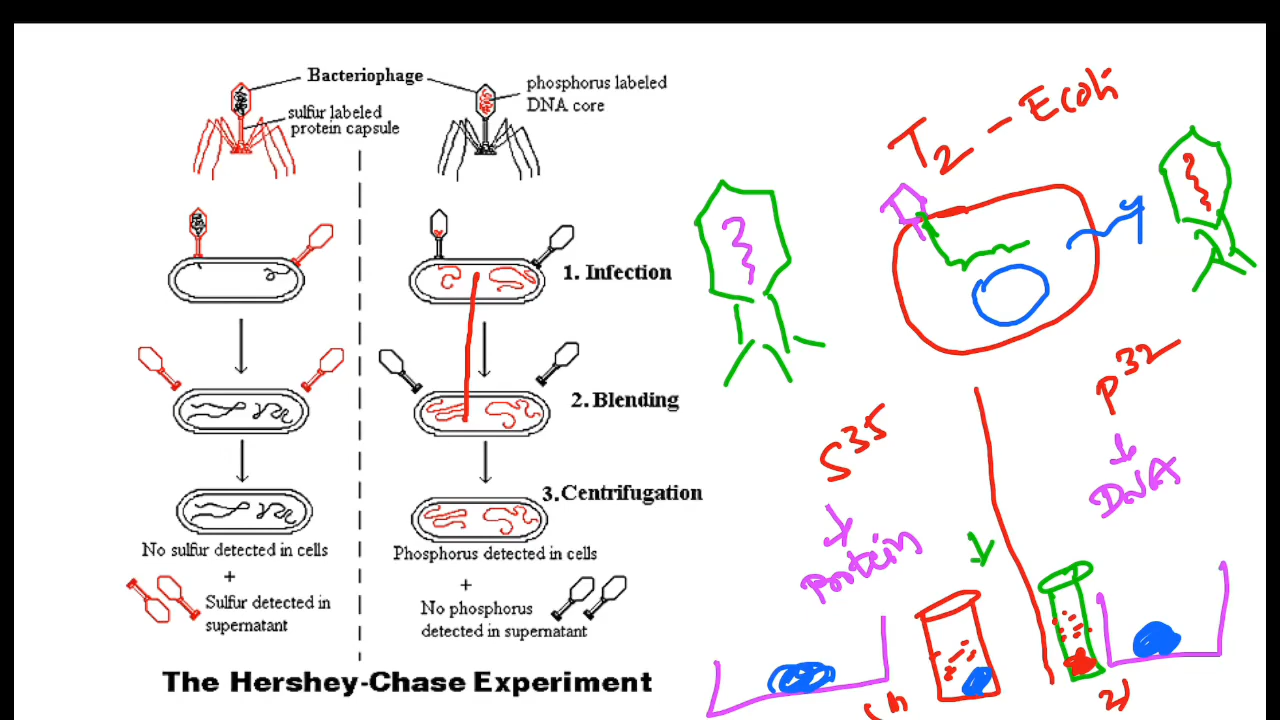 Bacteriophage
phosphorus labeled
DNA core
sulfur labeled
protein capsule
1. Infection
2. Blending
3. Centrifugation
No sulfur detected in cells
+
Sulfur detected in
supernatant
Phosphorus detected in cells
+
No phosphorus
detected in supernatant
The Hershey-Chase Experiment
T2 - Ecoli
S35
Protein
P32
DNA
2)